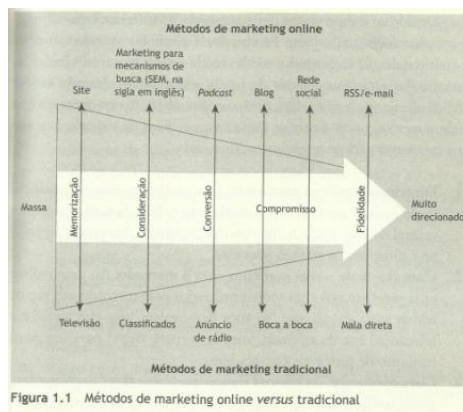 Métodos de marketing online
Site
Marketing para
mecanismos de
busca (SEM, na
sigla em inglês)
Podcast
Blog
Rede
social
RSS/e-mail
Massa
Memorização
Consideração
Conversão
Compromisso
Fidelidade
Muito
direcionado
Televisão
Classificados
Anúncio
de rádio
Boca a boca
Mala direta
Métodos de marketing tradicional
Figura 1.1 Métodos de marketing online versus tradicional